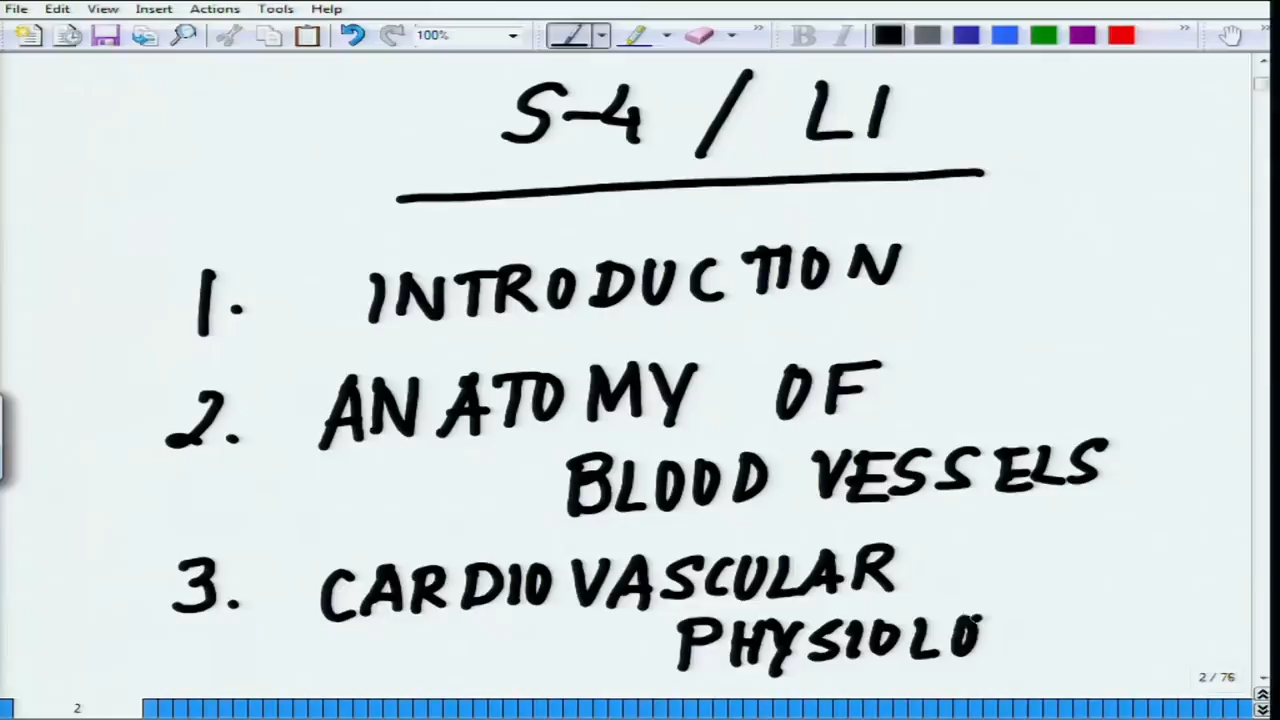 File Edit View Insert Actions Tools Help
100%
S-4 / L1
1. INTRODUCTION
2. ANATOMY OF
BLOOD VESSELS
3. CARDIOVASCULAR
PHYSIOLO
2 / 76
2